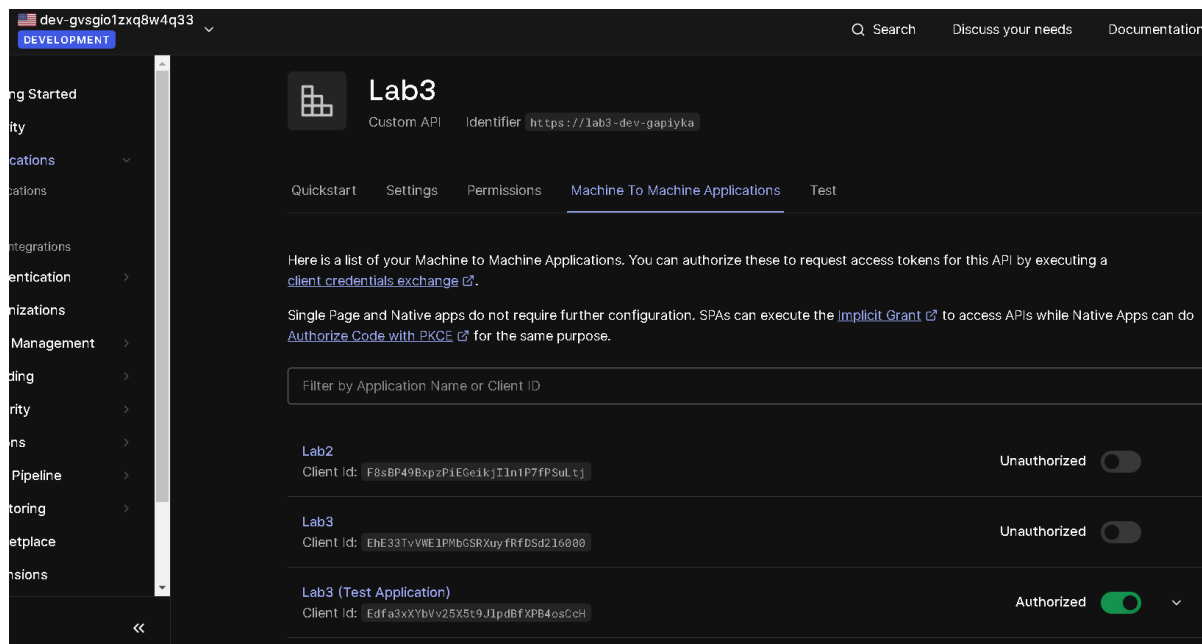 dev-gvsgio1zxq8w4q33
DEVELOPMENT
Search
Discuss your needs
Documentation
ng Started
ity
cations
cations
ntegrations
entication
nizations
Management
ding
rity
ons
Pipeline
toring
etplace
nsions
Lab3
Custom API Identifier https://lab3-dev-gapiyka
Quickstart Settings Permissions Machine To Machine Applications Test
Here is a list of your Machine to Machine Applications. You can authorize these to request access tokens for this API by executing a
client credentials exchange .
Single Page and Native apps do not require further configuration. SPAs can execute the Implicit Grant to access APIs while Native Apps can do
Authorize Code with PKCE for the same purpose.
Filter by Application Name or Client ID
Lab2
Client Id: F8sBP49BxpzPiEGeikjIln1P7fPSuLtj
Unauthorized
Lab3
Client Id: EhE33TvVWElPMbGSRXuyfRfDSd2l6000
Unauthorized
Lab3 (Test Application)
Client Id: Edfa3xXYbVv25X5t9JlpdBfXPB4osCcH
Authorized